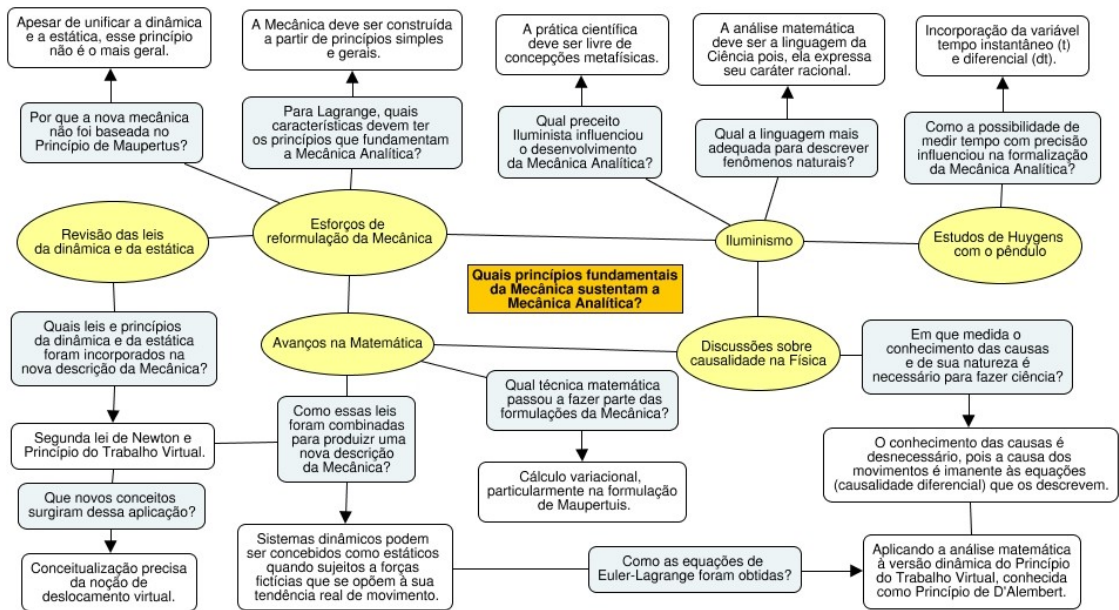 Apesar de unificar a dinâmica
e a estática, esse princípio
não é o mais geral.
A Mecânica deve ser construída
a partir de princípios simples
e gerais.
A prática científica
deve ser livre de
concepções metafísicas.
A análise matemática
deve ser a linguagem da
Ciência pois, ela expressa
seu caráter racional.
Incorporação da variável
tempo instantâneo (t)
e diferencial (dt).
Por que a nova mecânica
não foi baseada no
Princípio de Maupertus?
Para Lagrange, quais
características devem ter
os princípios que fundamentam
a Mecânica Analítica?
Qual preceito
Iluminista influenciou
o desenvolvimento
da Mecânica Analítica?
Qual a linguagem mais
adequada para descrever
fenômenos naturais?
Como a possibilidade de
medir tempo com precisão
influenciou na formalização
da Mecânica Analítica?
Revisão das leis
da dinâmica e da estática
Esforços de
reformulação da Mecânica
Iluminismo
Estudos de Huygens
com o pêndulo
Quais princípios fundamentais
da Mecânica sustentam a
Mecânica Analítica?
Quais leis e princípios
da dinâmica e da estática
foram incorporados na
nova descrição da Mecânica?
Avanços na Matemática
Discussões sobre
causalidade na Física
Em que medida o
conhecimento das causas
e de sua natureza é
necessário para fazer ciência?
Como essas leis
foram combinadas
para produizr uma
nova descrição
da Mecânica?
Qual técnica matemática
passou a fazer parte das
formulações da Mecânica?
Segunda lei de Newton e
Princípio do Trabalho Virtual.
Cálculo variacional,
particularmente na formulação
de Maupertuis.
O conhecimento das causas é
desnecessário, pois a causa dos
movimentos é imanente às equações
(causalidade diferencial) que os descrevem.
Que novos conceitos
surgiram dessa aplicação?
Conceitualização precisa
da noção de
deslocamento virtual.
Sistemas dinâmicos podem
ser concebidos como estáticos
quando sujeitos a forças
fictícias que se opõem à sua
tendência real de movimento.
Como as equações de
Euler-Lagrange foram obtidas?
Aplicando a análise matemática
à versão dinâmica do Princípio
do Trabalho Virtual, conhecida
como Princípio de D'Alembert.